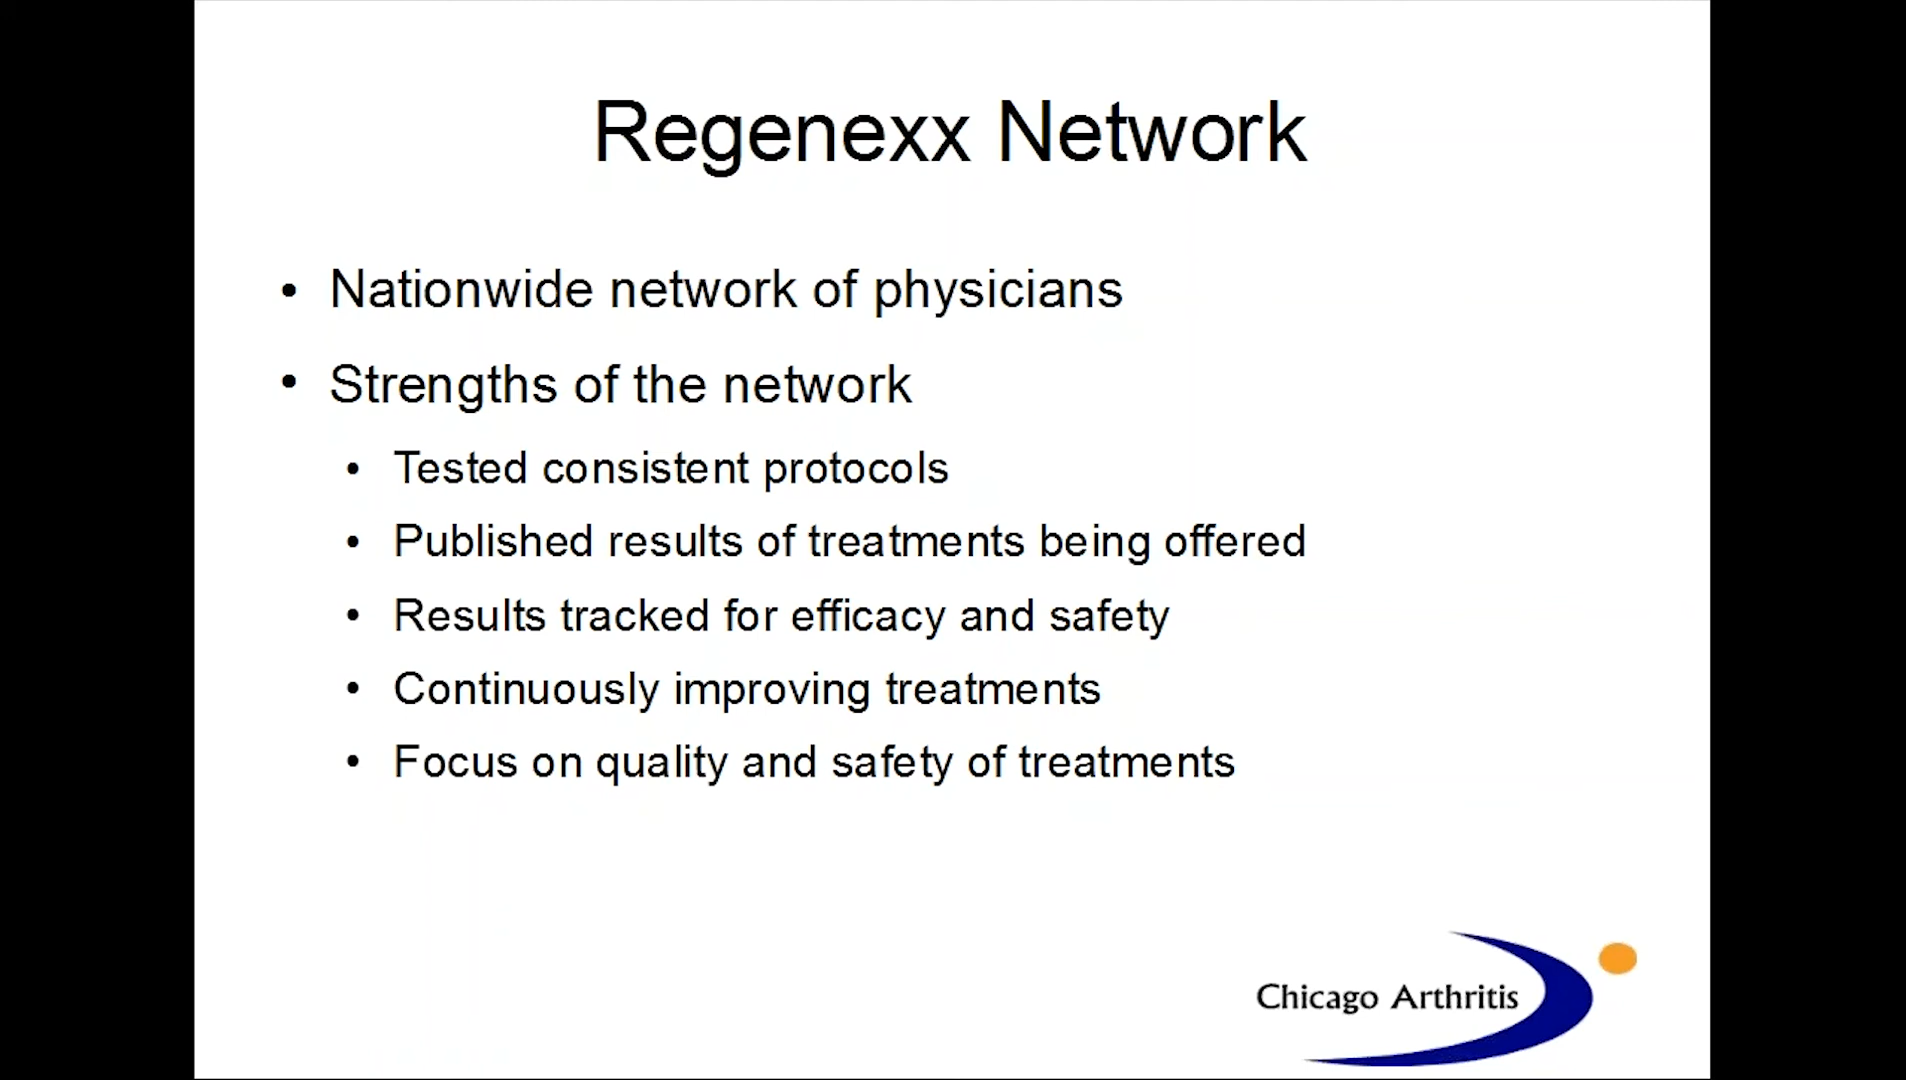 Regenexx Network
• Nationwide network of physicians
• Strengths of the network
• Tested consistent protocols
• Published results of treatments being offered
• Results tracked for efficacy and safety
• Continuously improving treatments
• Focus on quality and safety of treatments
Chicago Arthritis